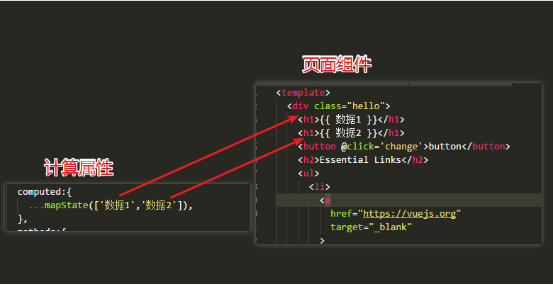 页面组件
<template>
<div class="hello">
<h1>{{ 数据1 }}</h1>
<h1>{{ 数据2 }}</h1>
<button @click='change'>button</button>
<h2>Essential Links</h2>
<ul>
<li>
<a
href="https://vuejs.org"
target="_blank"
>
计算属性
computed:{
...mapState(['数据1','数据2']),
},
methods:{